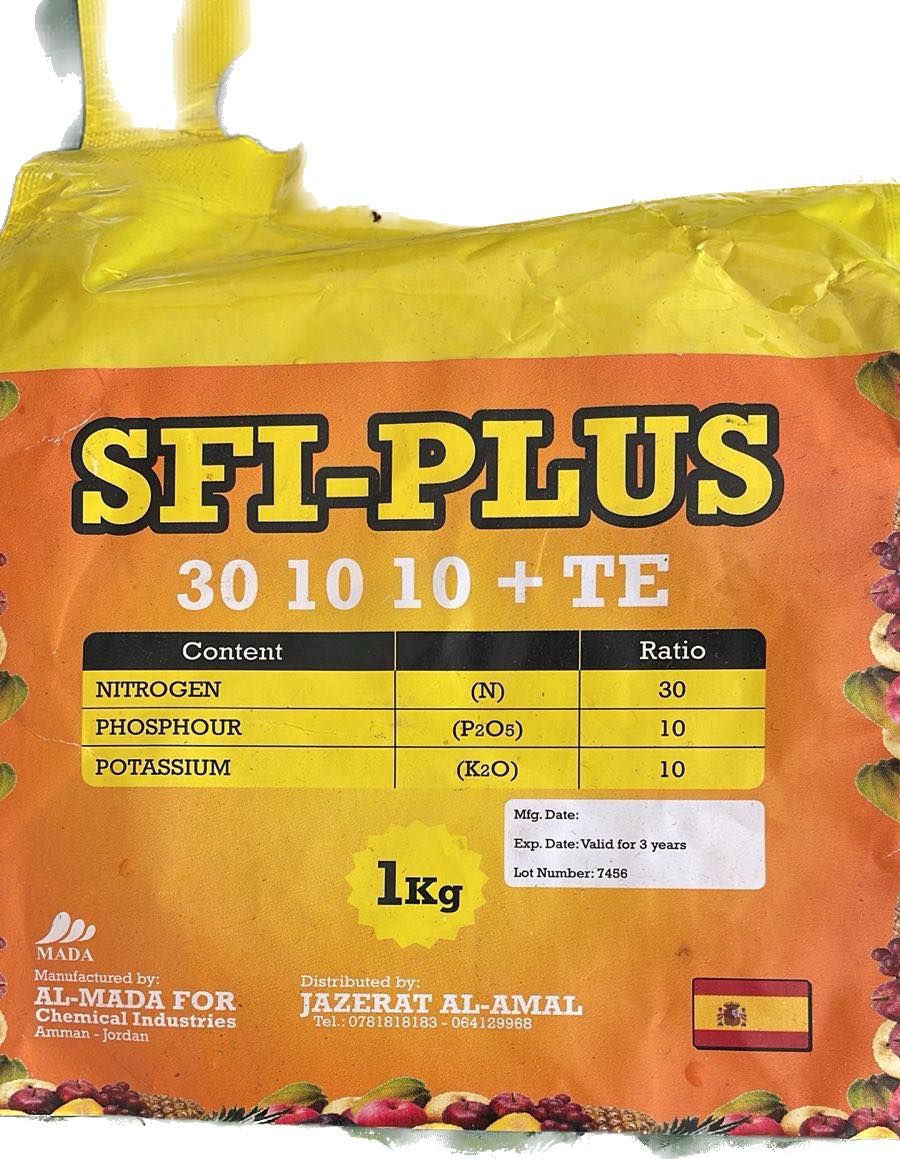 SFI-PLUS
30 10 10 + TE
Content Ratio
NITROGEN (N) 30
PHOSPHOUR (P2O5) 10
POTASSIUM (K2O) 10
Mfg. Date:
Exp. Date: Valid for 3 years
Lot Number: 7456
1Kg
MADA
Manufactured by:
AL-MADA FOR
Chemical Industries
Amman - Jordan
Distributed by:
JAZERAT AL-AMAL
Tel.: 0781818183 - 064129968